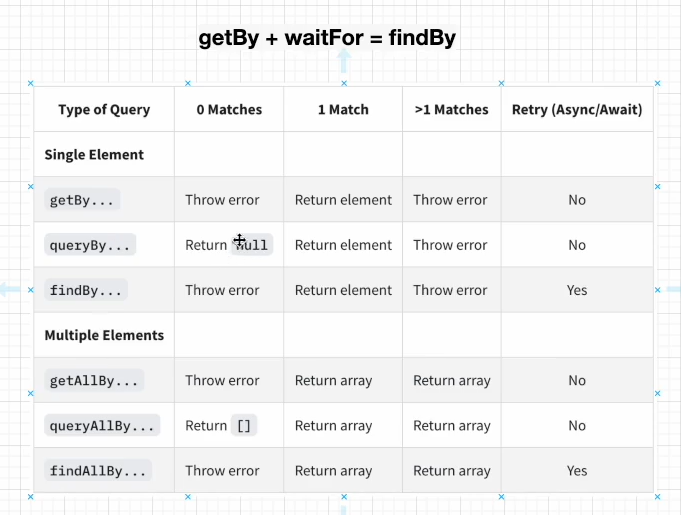 getBy + waitFor = findBy
Type of Query 0 Matches 1 Match >1 Matches Retry (Async/Await)
Single Element
getBy... Throw error Return element Throw error No
queryBy... Return null Return element Throw error No
findBy... Throw error Return element Throw error Yes
Multiple Elements
getAllBy... Throw error Return array Return array No
queryAllBy... Return [] Return array Return array No
findAllBy... Throw error Return array Return array Yes